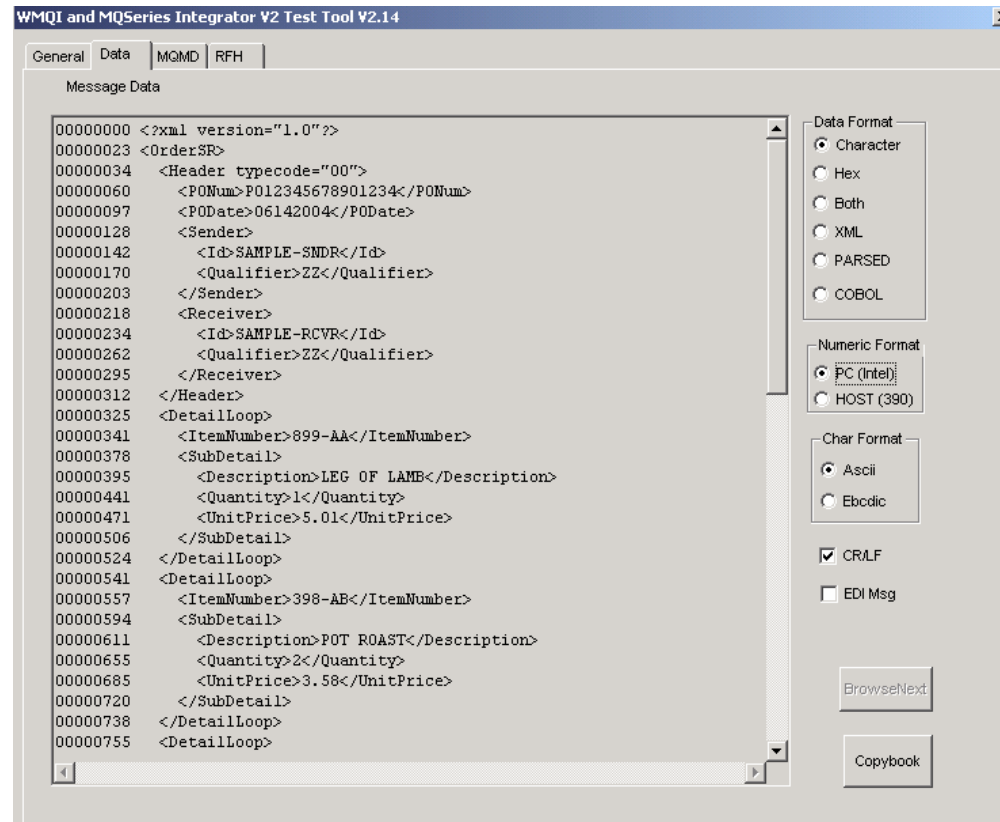 WMQI and MQSeries Integrator V2 Test Tool V2.14
General Data MQMD RFH
Message Data
00000000 <?xml version="1.0"?>
00000023 <OrderSR>
00000034   <Header typecode="00">
00000060     <PONum>PO12345678901234</PONum>
00000097     <PODate>06142004</PODate>
00000128     <Sender>
00000142       <Id>SAMPLE-SNDR</Id>
00000170       <Qualifier>ZZ</Qualifier>
00000203     </Sender>
00000218     <Receiver>
00000234       <Id>SAMPLE-RCVR</Id>
00000262       <Qualifier>ZZ</Qualifier>
00000295     </Receiver>
00000312   </Header>
00000325   <DetailLoop>
00000341     <ItemNumber>899-AA</ItemNumber>
00000378     <SubDetail>
00000395       <Description>LEG OF LAMB</Description>
00000441       <Quantity>1</Quantity>
00000471       <UnitPrice>5.01</UnitPrice>
00000506     </SubDetail>
00000524   </DetailLoop>
00000541   <DetailLoop>
00000557     <ItemNumber>398-AB</ItemNumber>
00000594     <SubDetail>
00000611       <Description>POT ROAST</Description>
00000655       <Quantity>2</Quantity>
00000685       <UnitPrice>3.58</UnitPrice>
00000720     </SubDetail>
00000738   </DetailLoop>
00000755   <DetailLoop>
Data Format
Character
Hex
Both
XML
PARSED
COBOL
Numeric Format
PC (Intel)
HOST (390)
Char Format
Ascii
Ebcdic
CR/LF
EDI Msg
BrowseNext
Copybook